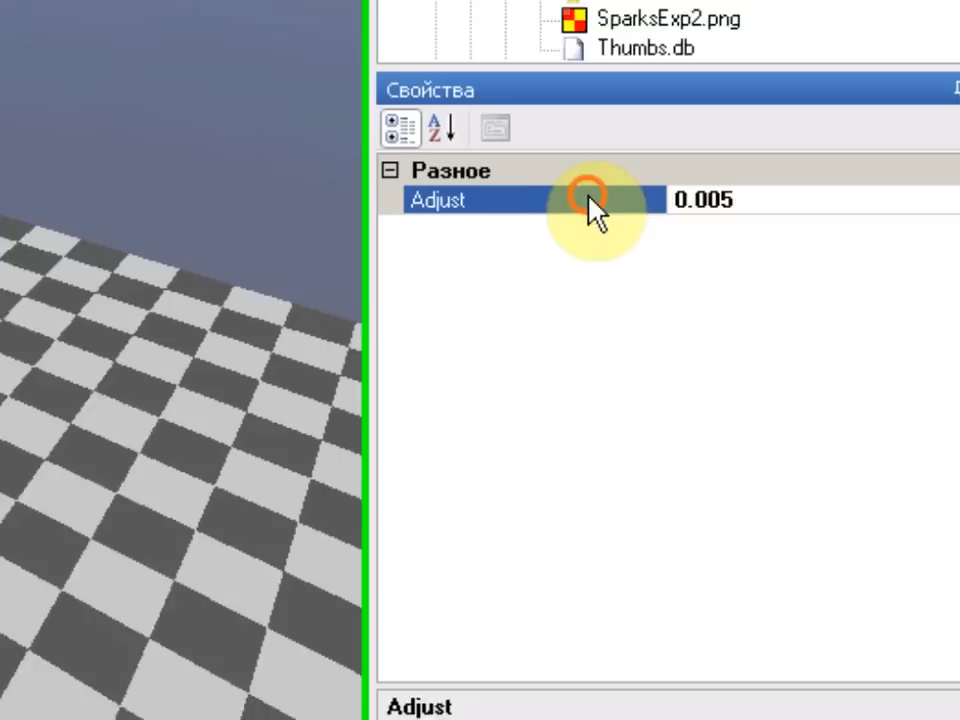 SparksExp2.png
Thumbs.db
Свойства
Разное
Adjust 0.005
Adjust